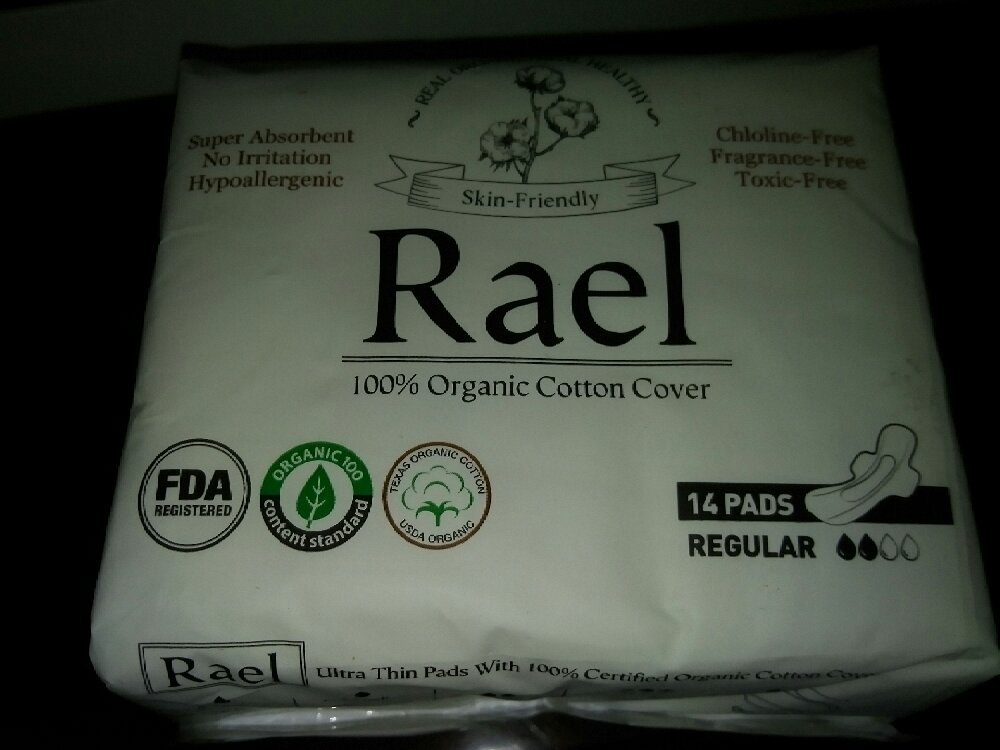 REAL HEALTHY
Super Absorbent
No Irritation
Hypoallergenic
Chloline-Free
Fragrance-Free
Toxic-Free
Skin-Friendly
Rael
100% Organic Cotton Cover
FDA
REGISTERED
ORGANIC 100
content standard
TEXAS ORGANIC COTTON
USDA ORGANIC
14 PADS
REGULAR
Rael
Ultra Thin Pads With 100% Certified Organic Cotton Cover